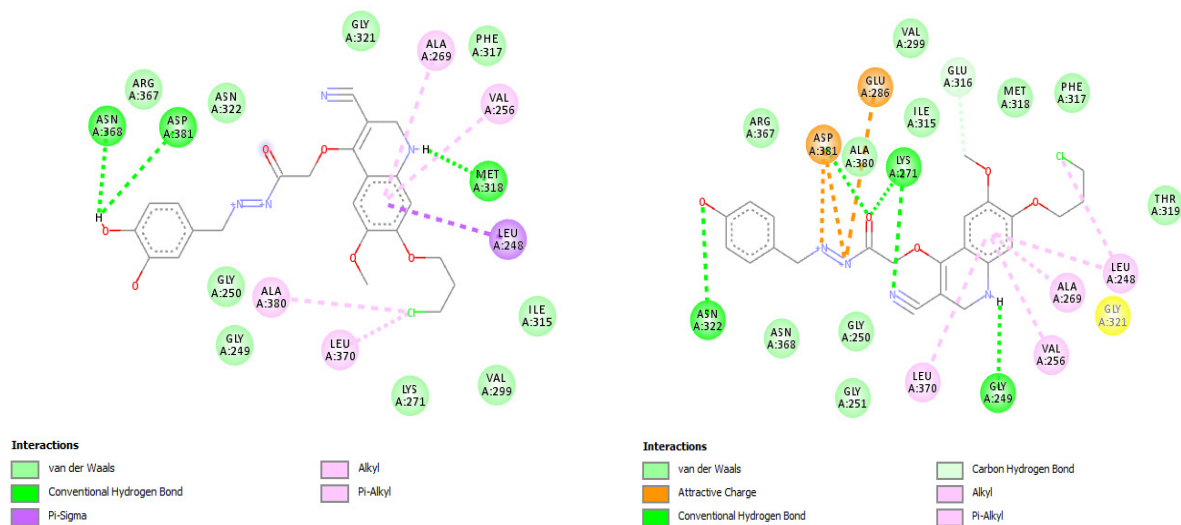 GLY
A:321
ALA
A:269
PHE
A:317
ARG
A:367
ASN
A:322
ASN
A:368
ASP
A:381
VAL
A:256
MET
A:318
LEU
A:248
GLY
A:250
ALA
A:380
GLY
A:249
LEU
A:370
ILE
A:315
LYS
A:271
VAL
A:299
N
O
O
N
H
N
N
H
O
O
O
O
Cl
Interactions
van der Waals
Conventional Hydrogen Bond
Pi-Sigma
Alkyl
Pi-Alkyl
VAL
A:299
GLU
A:316
GLU
A:286
MET
A:318
PHE
A:317
ILE
A:315
ARG
A:367
ASP
A:381
ALA
A:380
LYS
A:271
THR
A:319
LEU
A:248
ALA
A:269
GLY
A:321
ASN
A:322
ASN
A:368
GLY
A:250
VAL
A:256
LEU
A:370
GLY
A:251
GLY
A:249
Cl
O
O
O
O
O
N
N
N
N
H
Interactions
van der Waals
Attractive Charge
Conventional Hydrogen Bond
Carbon Hydrogen Bond
Alkyl
Pi-Alkyl